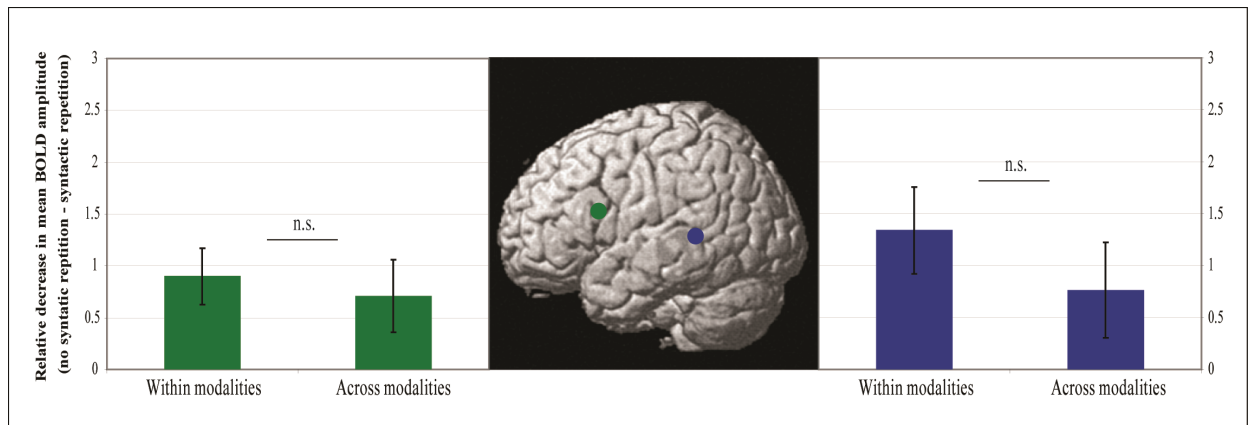 Relative decrease in mean BOLD amplitude
(no syntatic reptition - syntactic repetition)
3
2.5
2
1.5
1
0.5
0
n.s.
Within modalities
Across modalities
n.s.
3
2.5
2
1.5
1
0.5
0
Within modalities
Across modalities